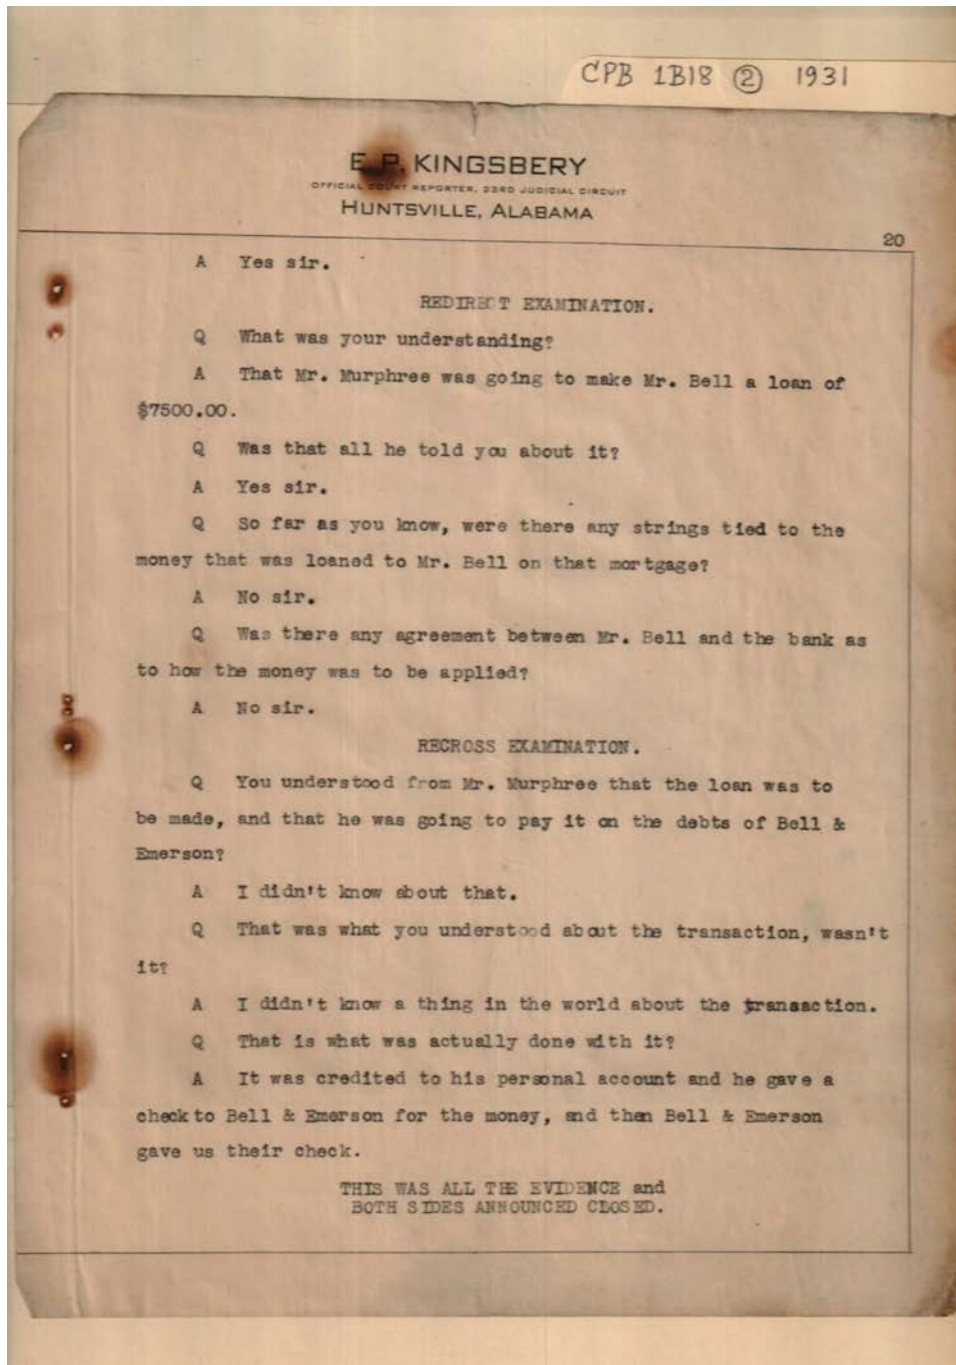 CPB 1B18 ② 1931
E. P. KINGSBERY
OFFICIAL COURT REPORTER, 23RD JUDICIAL CIRCUIT
HUNTSVILLE, ALABAMA
20
A Yes sir.
REDIRECT EXAMINATION.
Q What was your understanding?
A That Mr. Murphree was going to make Mr. Bell a loan of
$7500.00.
Q Was that all he told you about it?
A Yes sir.
Q So far as you know, were there any strings tied to the
money that was loaned to Mr. Bell on that mortgage?
A No sir.
Q Was there any agreement between Mr. Bell and the bank as
to how the money was to be applied?
A No sir.
RECROSS EXAMINATION.
Q You understood from Mr. Murphree that the loan was to
be made, and that he was going to pay it on the debts of Bell &
Emerson?
A I didn't know about that.
Q That was what you understood about the transaction, wasn't
it?
A I didn't know a thing in the world about the transaction.
Q That is what was actually done with it?
A It was credited to his personal account and he gave a
check to Bell & Emerson for the money, and then Bell & Emerson
gave us their check.
THIS WAS ALL THE EVIDENCE and
BOTH SIDES ANNOUNCED CLOSED.